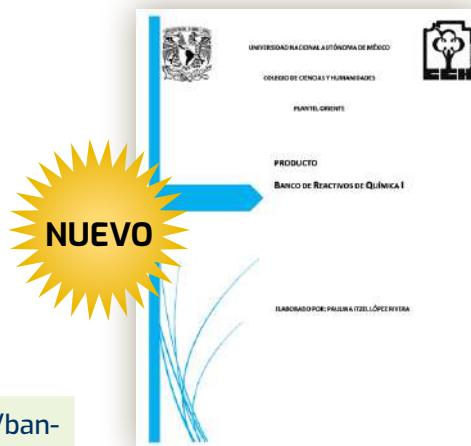 UNIVERSIDAD NACIONAL AUTÓNOMA DE MÉXICO
COLEGIO DE CIENCIAS Y HUMANIDADES
PLANTEL ORIENTE
PRODUCTO
BANCO DE REACTIVOS DE QUÍMICA I
NUEVO
ELABORADO POR: PAULINA ITZEL LÓPEZ RIVERA
/ban-